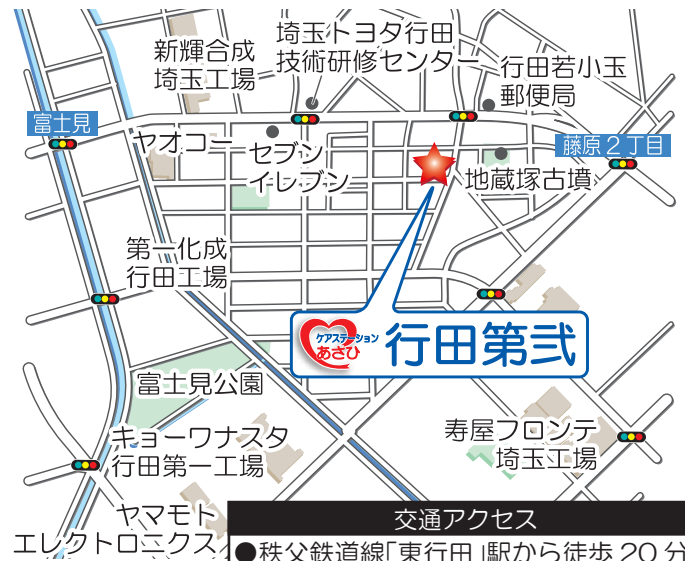 埼玉トヨタ行田
技術研修センター
新輝合成
埼玉工場
行田若小玉
郵便局
富士見
ヤオコー
セブン
イレブン
藤原2丁目
地蔵塚古墳
第一化成
行田工場
ケアステーション
あさひ
行田第弐
富士見公園
キョーワナスタ
行田第一工場
寿屋フロンテ
埼玉工場
ヤマモト
エレクトロニクス
交通アクセス
●秩父鉄道線「東行田」駅から徒歩20分